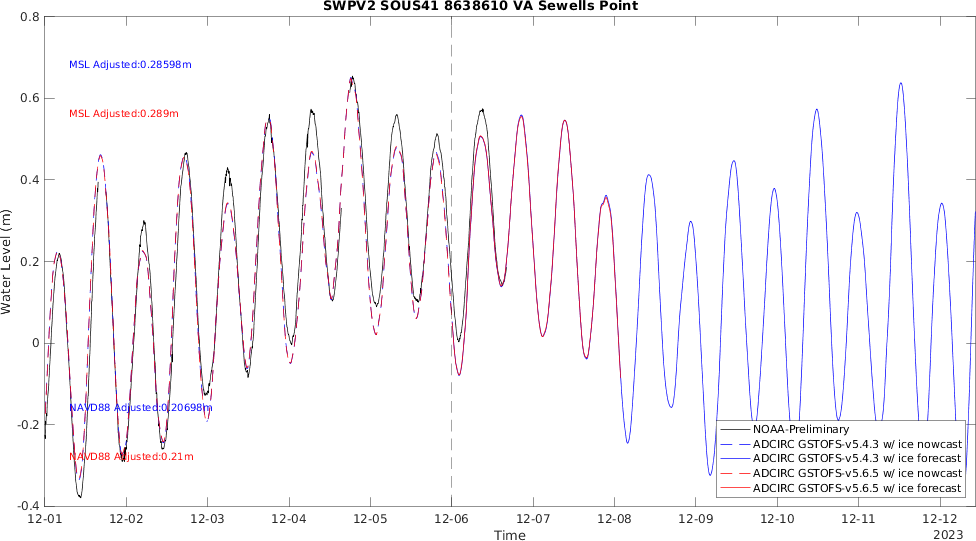 SWPV2 SOUS41 8638610 VA Sewells Point
0.8
0.6
0.4
0.2
0
-0.2
-0.4
Water Level (m)
MSL Adjusted:0.28598m
MSL Adjusted:0.289m
NAVD88 Adjusted:0.20698m
NAVD88 Adjusted:0.21m
NOAA-Preliminary
ADCIRC GSTOFS-v5.4.3 w/ ice nowcast
ADCIRC GSTOFS-v5.4.3 w/ ice forecast
ADCIRC GSTOFS-v5.6.5 w/ ice nowcast
ADCIRC GSTOFS-v5.6.5 w/ ice forecast
12-01 12-02 12-03 12-04 12-05 12-06 12-07 12-08 12-09 12-10 12-11 12-12
Time
2023